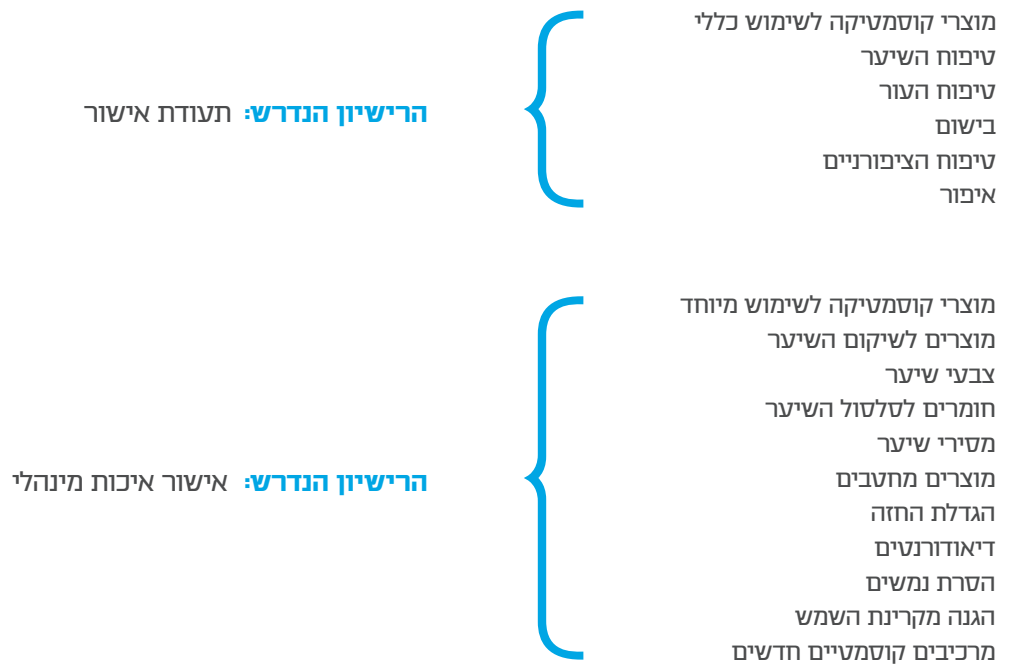 מוצרי קוסמטיקה לשימוש כללי
טיפוח השיער
טיפוח העור
בישום
טיפוח הציפורניים
איפור
הרישיון הנדרש: תעודת אישור
מוצרי קוסמטיקה לשימוש מיוחד
מוצרים לשיקום השיער
צבעי שיער
חומרים לסלסול השיער
מסירי שיער
מוצרים מחטבים
הגדלת החזה
דיאודורנטים
הסרת נמשים
הגנה מקרינת השמש
מרכיבים קוסמטיים חדשים
הרישיון הנדרש: אישור איכות מינהלי